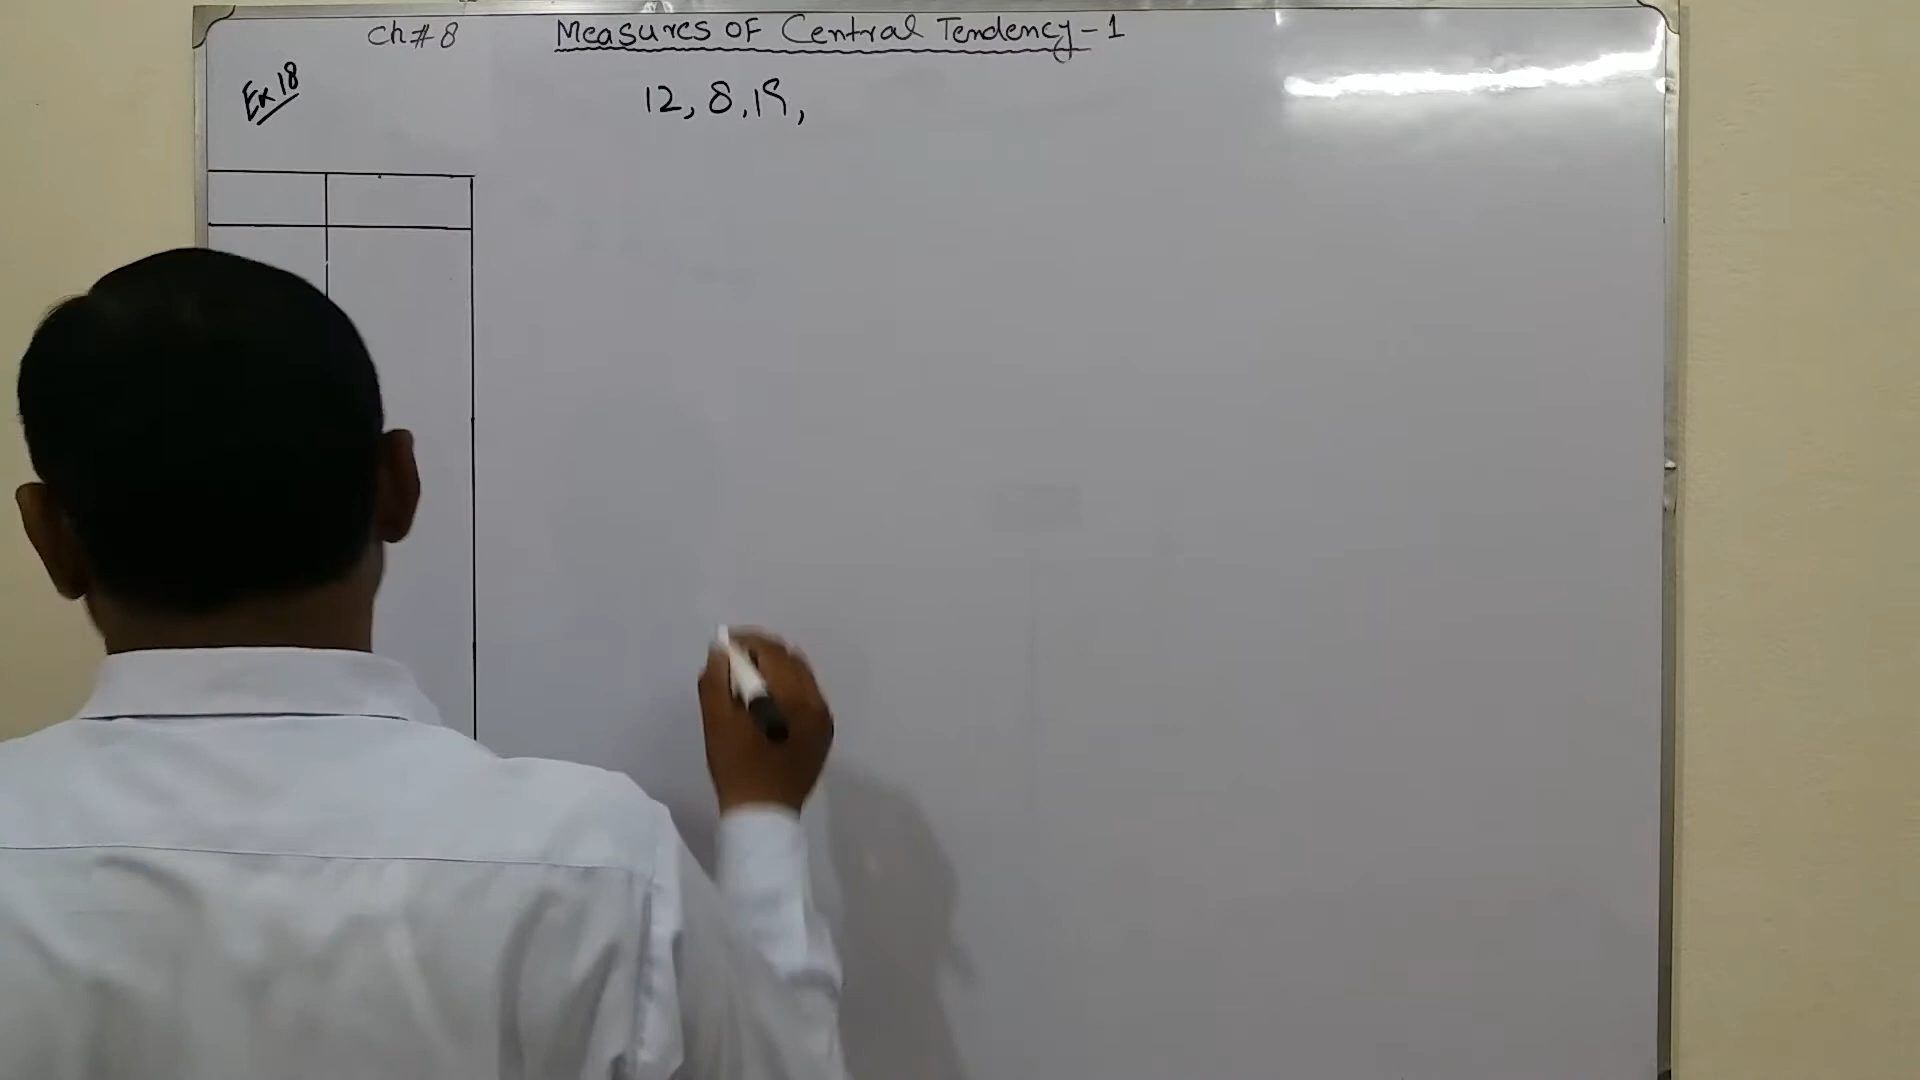 Ch# 8 Measures OF Central Tendency-1
Ex 18
12, 8, 19,